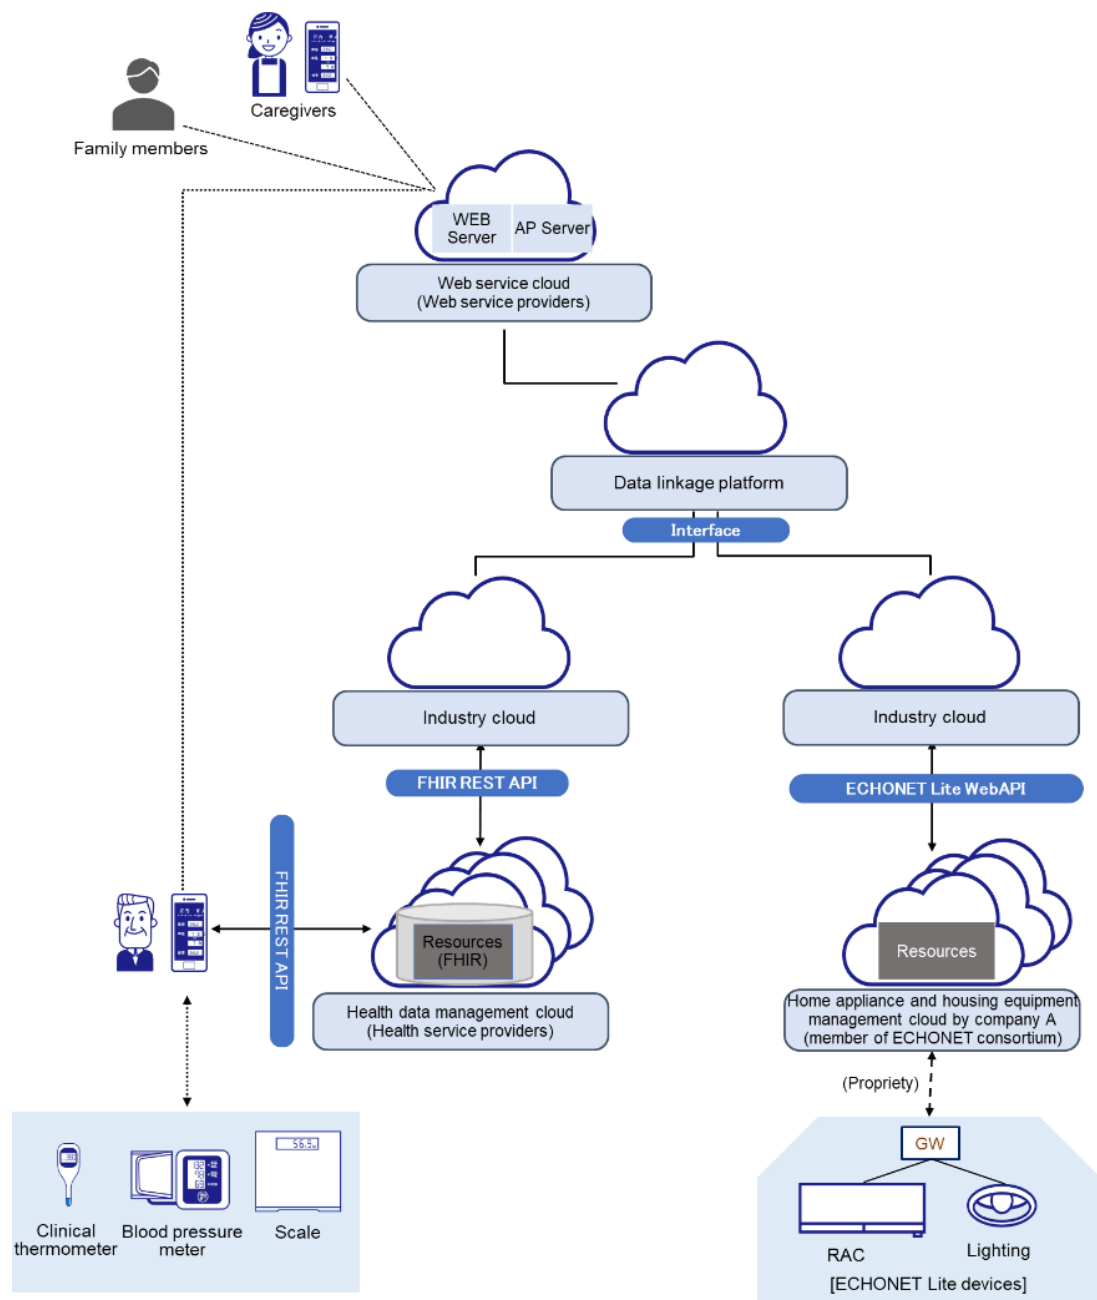 Caregivers
Family members
WEB
Server
AP Server
Web service cloud
(Web service providers)
Data linkage platform
Interface
Industry cloud
Industry cloud
FHIR REST API
ECHONET Lite WebAPI
FHIR REST API
Resources
(FHIR)
Resources
Health data management cloud
(Health service providers)
Home appliance and housing equipment
management cloud by company A
(member of ECHONET consortium)
(Propriety)
GW
Clinical
thermometer
Blood pressure
meter
Scale
RAC
Lighting
[ECHONET Lite devices]